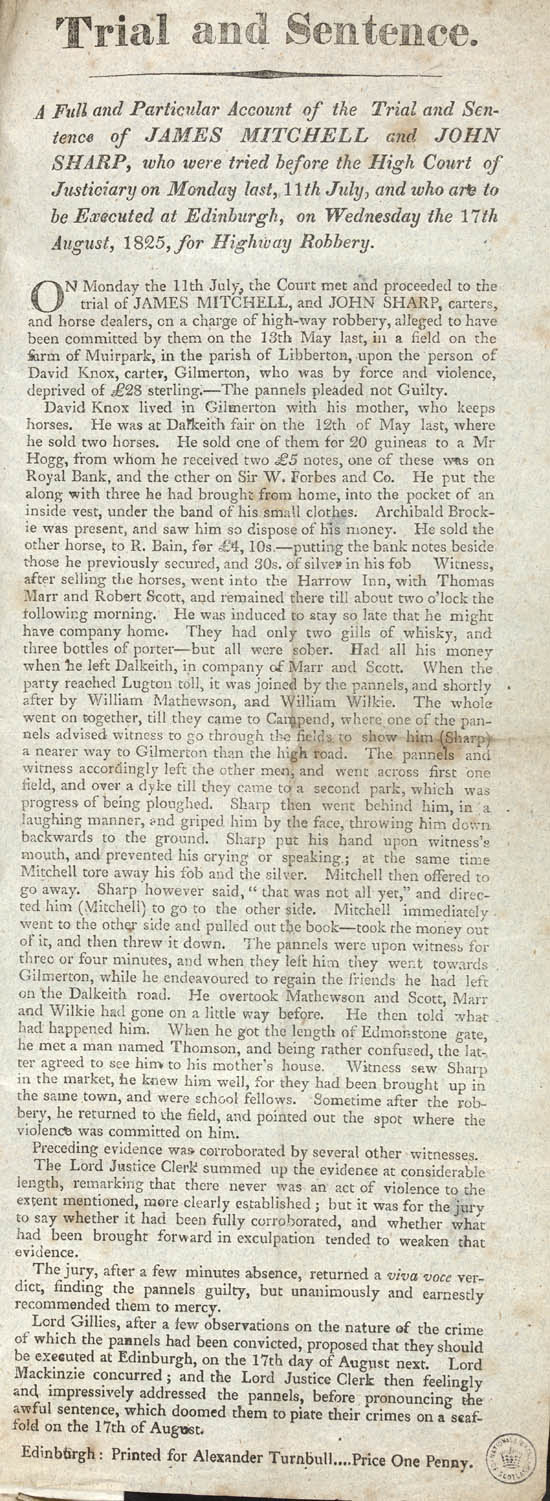 Trial and Sentence.
A Full and Particular Account of the Trial and Sen-
tence of JAMES MITCHELL and JOHN
SHARP, who were tried before the High Court of
Justiciary on Monday last, 11th July, and who are to
be Executed at Edinburgh, on Wednesday the 17th
August, 1825, for Highway Robbery.
ON Monday the 11th July, the Court met and proceeded to the
trial of JAMES MITCHELL, and JOHN SHARP, carters,
and horse dealers, on a charge of high-way robbery, alleged to have
been committed by them on the 13th May last, in a field on the
farm of Muirpark, in the parish of Libberton, upon the person of
David Knox, carter, Gilmerton, who was by force and violence,
deprived of £28 sterling.—The pannels pleaded not Guilty.
David Knox lived in Gilmerton with his mother, who keeps
horses. He was at Dalkeith fair on the 12th of May last, where
he sold two horses. He sold one of them for 20 guineas to a Mr
Hogg, from whom he received two £5 notes, one of these was on
Royal Bank, and the other on Sir W. Forbes and Co. He put the
along with three he had brought from home, into the pocket of an
inside vest, under the band of his small clothes. Archibald Brock-
ie was present, and saw him so dispose of his money. He sold the
other horse, to R. Bain, for £4, 10s.—putting the bank notes beside
those he previously secured, and 30s. of silver in his fob Witness,
after selling the horses, went into the Harrow Inn, with Thomas
Marr and Robert Scott, and remained there till about two o'lock the
following morning. He was induced to stay so late that he might
have company home. They had only two gills of whisky, and
three bottles of porter—but all were sober. Had all his money
when he left Dalkeith, in company of Marr and Scott. When the
party reached Lugton toll, it was joined by the pannels, and shortly
after by William Mathewson, and William Wilkie. The whole
went on together, till they came to Campend, where one of the pan-
nels advised witness to go through the fields to show him (Sharp)
a nearer way to Gilmerton than the high road. The pannels and
witness accordingly left the other men, and went across first one
field, and over a dyke till they came to a second park, which was
progress of being ploughed. Sharp then went behind him, in a
laughing manner, and griped him by the face, throwing him down
backwards to the ground. Sharp put his hand upon witness's
mouth, and prevented his crying or speaking; at the same time
Mitchell tore away his fob and the silver. Mitchell then offered to
go away. Sharp however said, "that was not all yet," and direc-
ted him (Mitchell) to go to the other side. Mitchell immediately
went to the other side and pulled out the book—took the money out
of it, and then threw it down. The pannels were upon witness for
three or four minutes, and when they left him they went towards
Gilmerton, while he endeavoured to regain the friends he had left
on the Dalkeith road. He overtook Mathewson and Scott, Marr
and Wilkie had gone on a little way before. He then told what
had happened him. When he got the length of Edmonstone gate,
he met a man named Thomson, and being rather confused, the lat-
ter agreed to see him to his mother's house. Witness sew Sharp
in the market, he knew him well, for they had been brought up in
the same town, and were school fellows. Sometime after the rob-
bery, he returned to the field, and pointed out the spot where the
violence was committed on him.
Preceding evidence was corroborated by several other witnesses.
The Lord Justice Clerk summed up the evidence at considerable
length, remarking that there never was an act of violence to the
extent mentioned, more clearly established; but it was for the jury
to say whether it had been fully corroborated, and whether what
had been brought forward in exculpation tended to weaken that
evidence.
The jury, after a few minutes absence, returned a viva voce ver-
dict, finding the pannels guilty, but unanimously and earnestly
recommended them to mercy.
Lord Gillies, after a few observations on the nature of the crime
of which the pannels had been convicted, proposed that they should
be executed at Edinburgh, on the 17th day of August next. Lord
Mackinzie concurred; and the Lord Justice Clerk then feelingly
and impressively addressed the pannels, before pronouncing the
awful sentence, which doomed them to piate their crimes on a scaf-
fold on the 17th of August.
Edinburgh: Printed for Alexander Turnbull....Price One Penny.